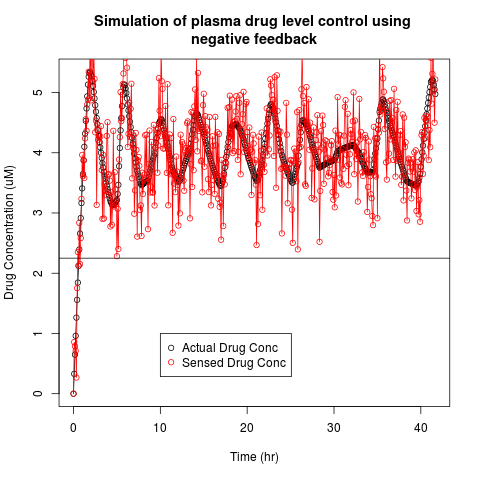 Simulation of plasma drug level control using
negative feedback
Drug Concentration (uM)
5
4
3
2
1
0
Actual Drug Conc
Sensed Drug Conc
0 10 20 30 40
Time (hr)